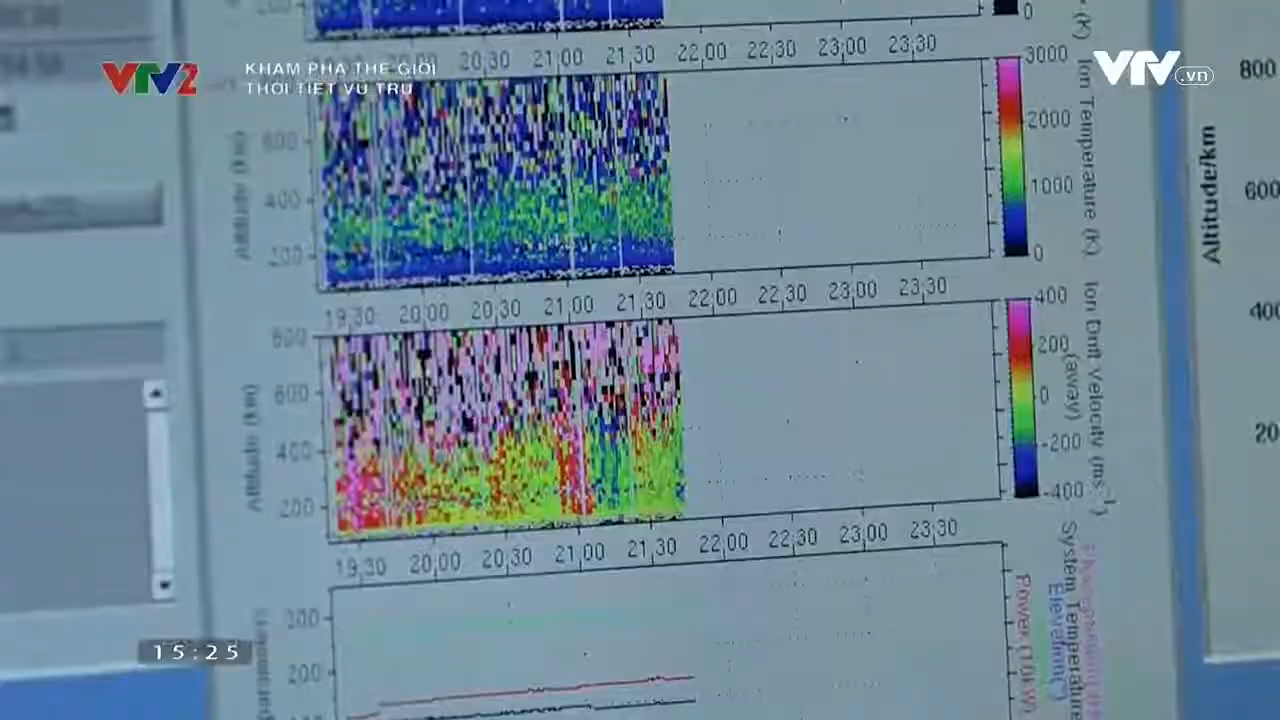 VTV2
KHÁM PHÁ THẾ GIỚI
THỜI TIẾT VŨ TRỤ
VTV.vn
(K)
0
20,30 21,00 21,30 22,00 22,30 23,00 23,30
3000
2000
1000
0
Ion Temperature (K)
Altitude (km)
600
400
200
19,30 20,00 20,30 21,00 21,30 22,00 22,30 23,00 23,30
400
200
0
-200
-400
Ion Drift Velocity (ms-1)
(away)
Altitude (km)
800
600
400
200
19,30 20,00 20,30 21,00 21,30 22,00 22,30 23,00 23,30
300
200
System Temperature
Elevation(°)
Power (10kW)
Altitude/km
800
600
400
20
15:25